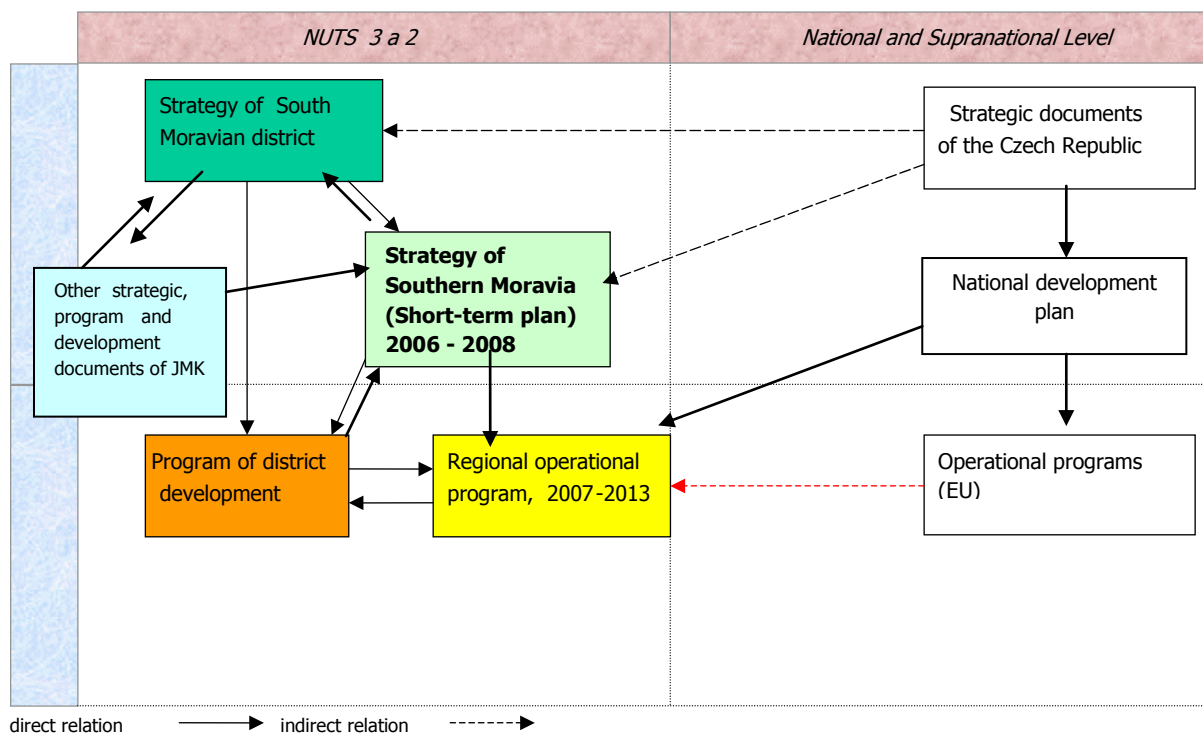 NUTS 3 a 2
National and Supranational Level
Strategy of South
Moravian district
Strategic documents
of the Czech Republic
Strategy of
Southern Moravia
(Short-term plan)
2006 - 2008
Other strategic,
program and
development
documents of JMK
National development
plan
Program of district
development
Regional operational
program, 2007-2013
Operational programs
(EU)
direct relation
indirect relation